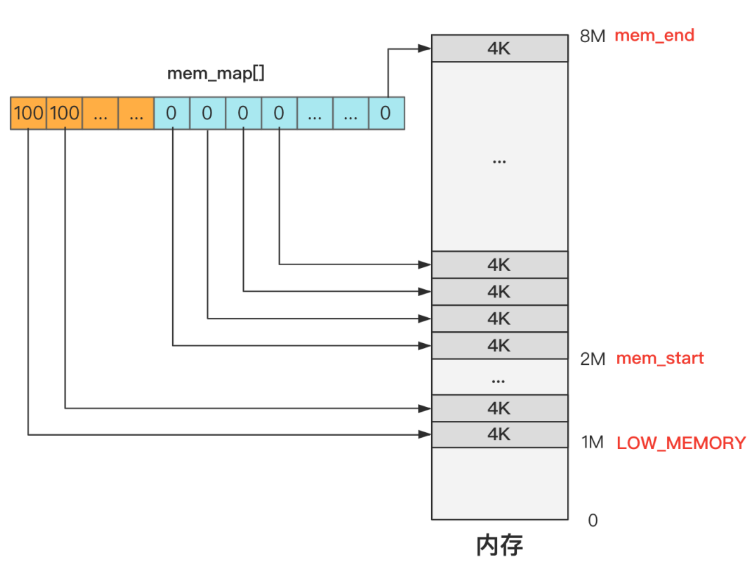 8M mem_end
4K
mem_map[]
100 100 ... ... 0 0 0 0 ... ... 0
...
4K
4K
4K
4K
2M mem_start
...
4K
4K
1M LOW_MEMORY
0
内存